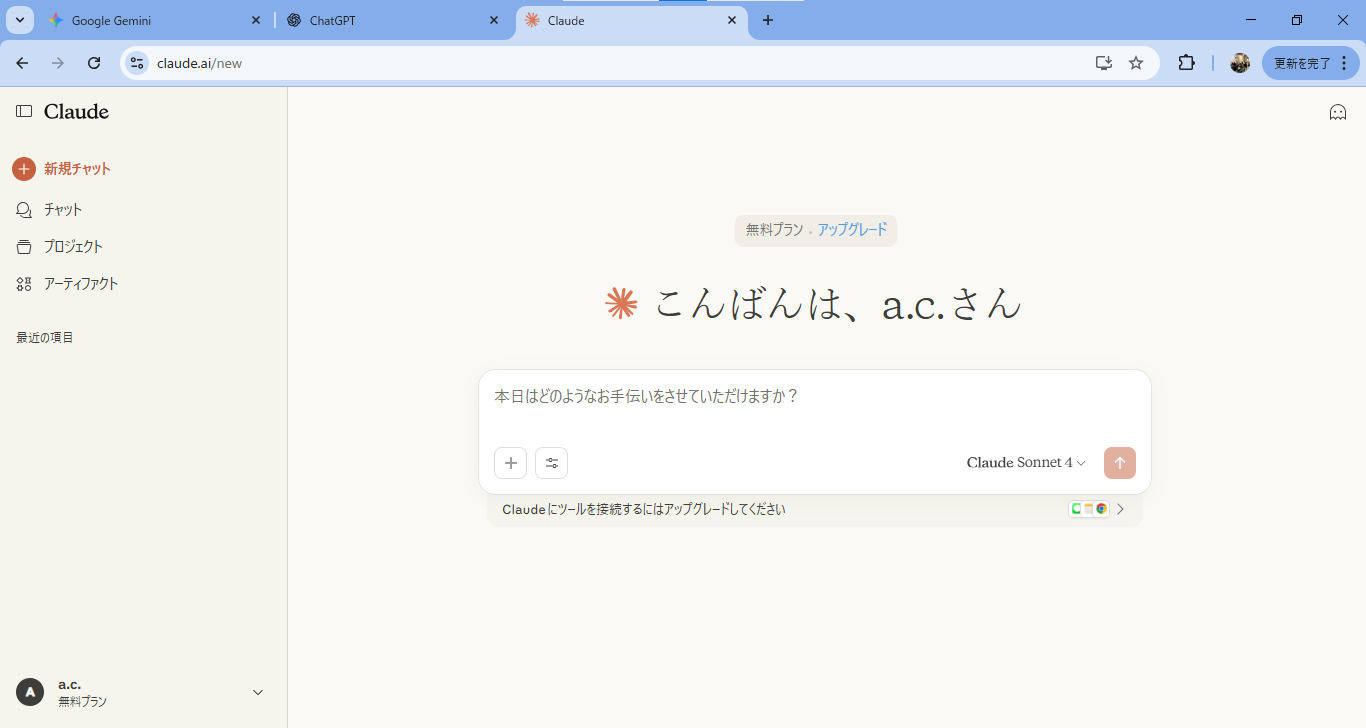 Google Gemini
ChatGPT
Claude
claude.ai/new
更新を完了
Claude
新規チャット
チャット
プロジェクト
アーティファクト
最近の項目
無料プラン · アップグレード
こんばんは、a.c.さん
本日はどのようなお手伝いをさせていただけますか？
Claude Sonnet 4
Claudeにツールを接続するにはアップグレードしてください
A
a.c.
無料プラン